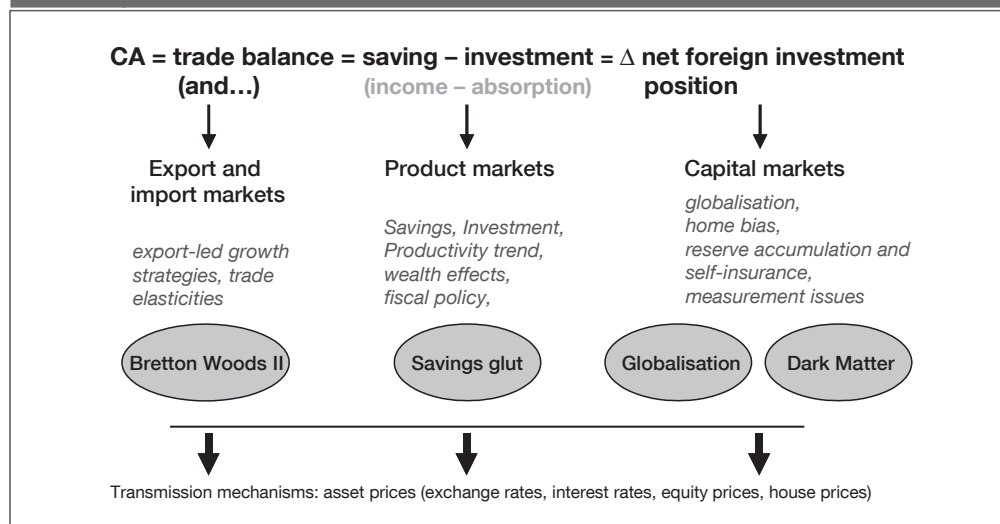 CA = trade balance = saving – investment = Δ net foreign investment
(and…) (income – absorption) position
Export and
import markets
export-led growth
strategies, trade
elasticities
Product markets
Savings, Investment,
Productivity trend,
wealth effects,
fiscal policy,
Capital markets
globalisation,
home bias,
reserve accumulation and
self-insurance,
measurement issues
Bretton Woods II
Savings glut
Globalisation
Dark Matter
Transmission mechanisms: asset prices (exchange rates, interest rates, equity prices, house prices)